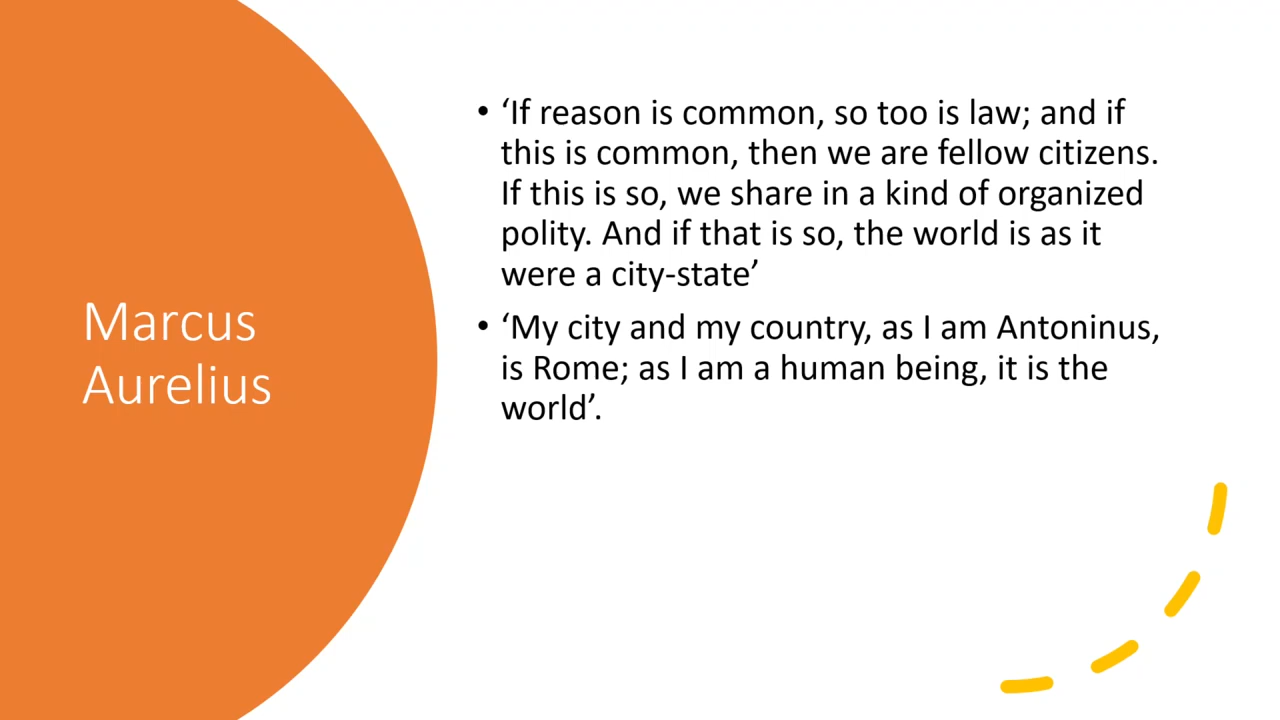 Marcus
Aurelius
• ‘If reason is common, so too is law; and if
this is common, then we are fellow citizens.
If this is so, we share in a kind of organized
polity. And if that is so, the world is as it
were a city-state’
• ‘My city and my country, as I am Antoninus,
is Rome; as I am a human being, it is the
world’.